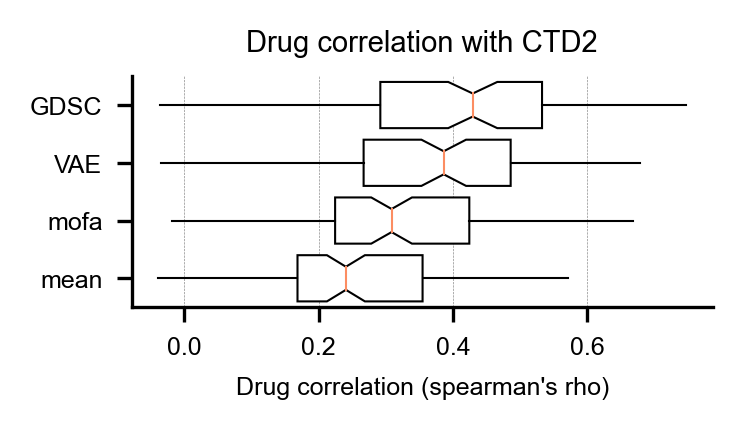 Drug correlation with CTD2
GDSC
VAE
mofa
mean
0.0 0.2 0.4 0.6
Drug correlation (spearman's rho)